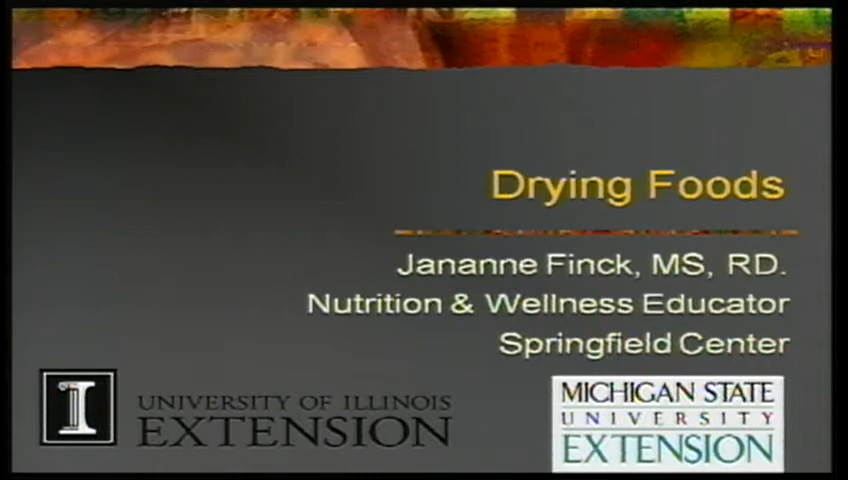 Drying Foods
Jananne Finck, MS, RD.
Nutrition & Wellness Educator
Springfield Center
I
UNIVERSITY OF ILLINOIS
EXTENSION
MICHIGAN STATE
UNIVERSITY
EXTENSION